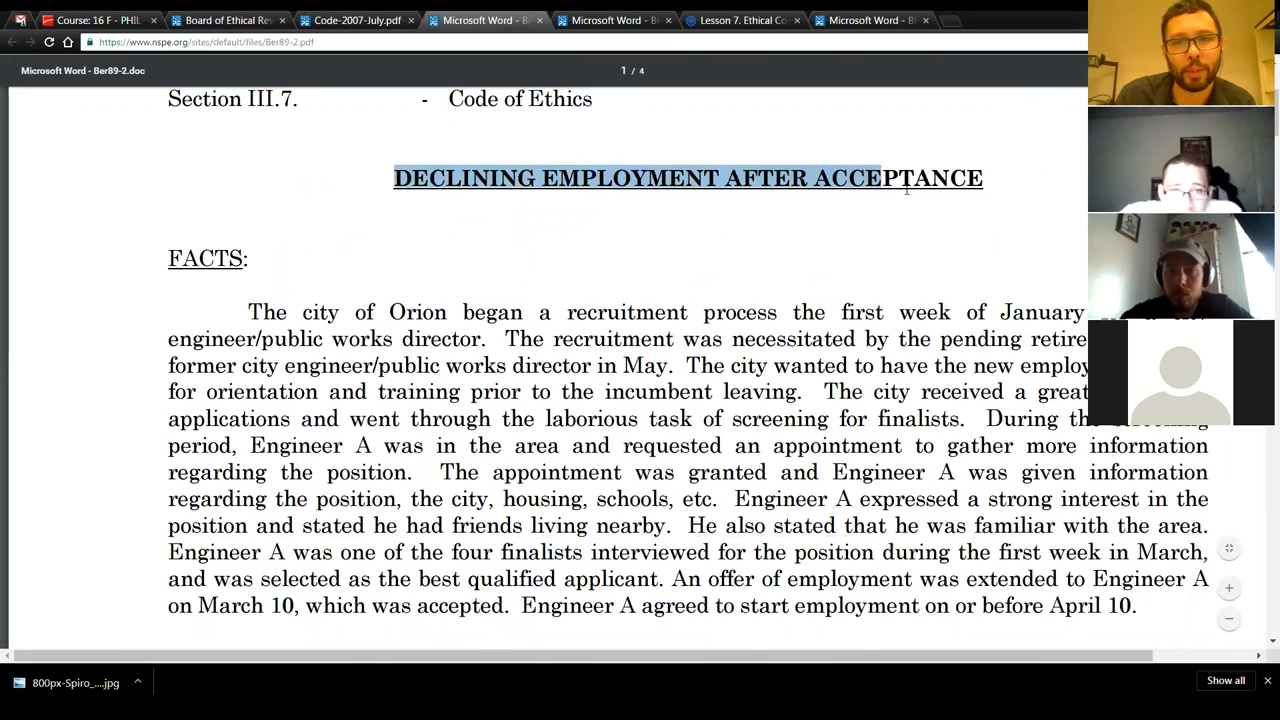 Course: 16 F - PHIL
Board of Ethical Re
Code-2007-July.pdf
Microsoft Word - Be
Microsoft Word - Be
Lesson 7. Ethical Co
Microsoft Word - B
https://www.nspe.org/sites/default/files/Ber89-2.pdf
Microsoft Word - Ber89-2.doc
1 / 4
Section III.7. - Code of Ethics
DECLINING EMPLOYMENT AFTER ACCEPTANCE
FACTS:
The city of Orion began a recruitment process the first week of January
engineer/public works director. The recruitment was necessitated by the pending retire
former city engineer/public works director in May. The city wanted to have the new employ
for orientation and training prior to the incumbent leaving. The city received a great
applications and went through the laborious task of screening for finalists. During the screening
period, Engineer A was in the area and requested an appointment to gather more information
regarding the position. The appointment was granted and Engineer A was given information
regarding the position, the city, housing, schools, etc. Engineer A expressed a strong interest in the
position and stated he had friends living nearby. He also stated that he was familiar with the area.
Engineer A was one of the four finalists interviewed for the position during the first week in March,
and was selected as the best qualified applicant. An offer of employment was extended to Engineer A
on March 10, which was accepted. Engineer A agreed to start employment on or before April 10.
800px-Spiro_....jpg
Show all